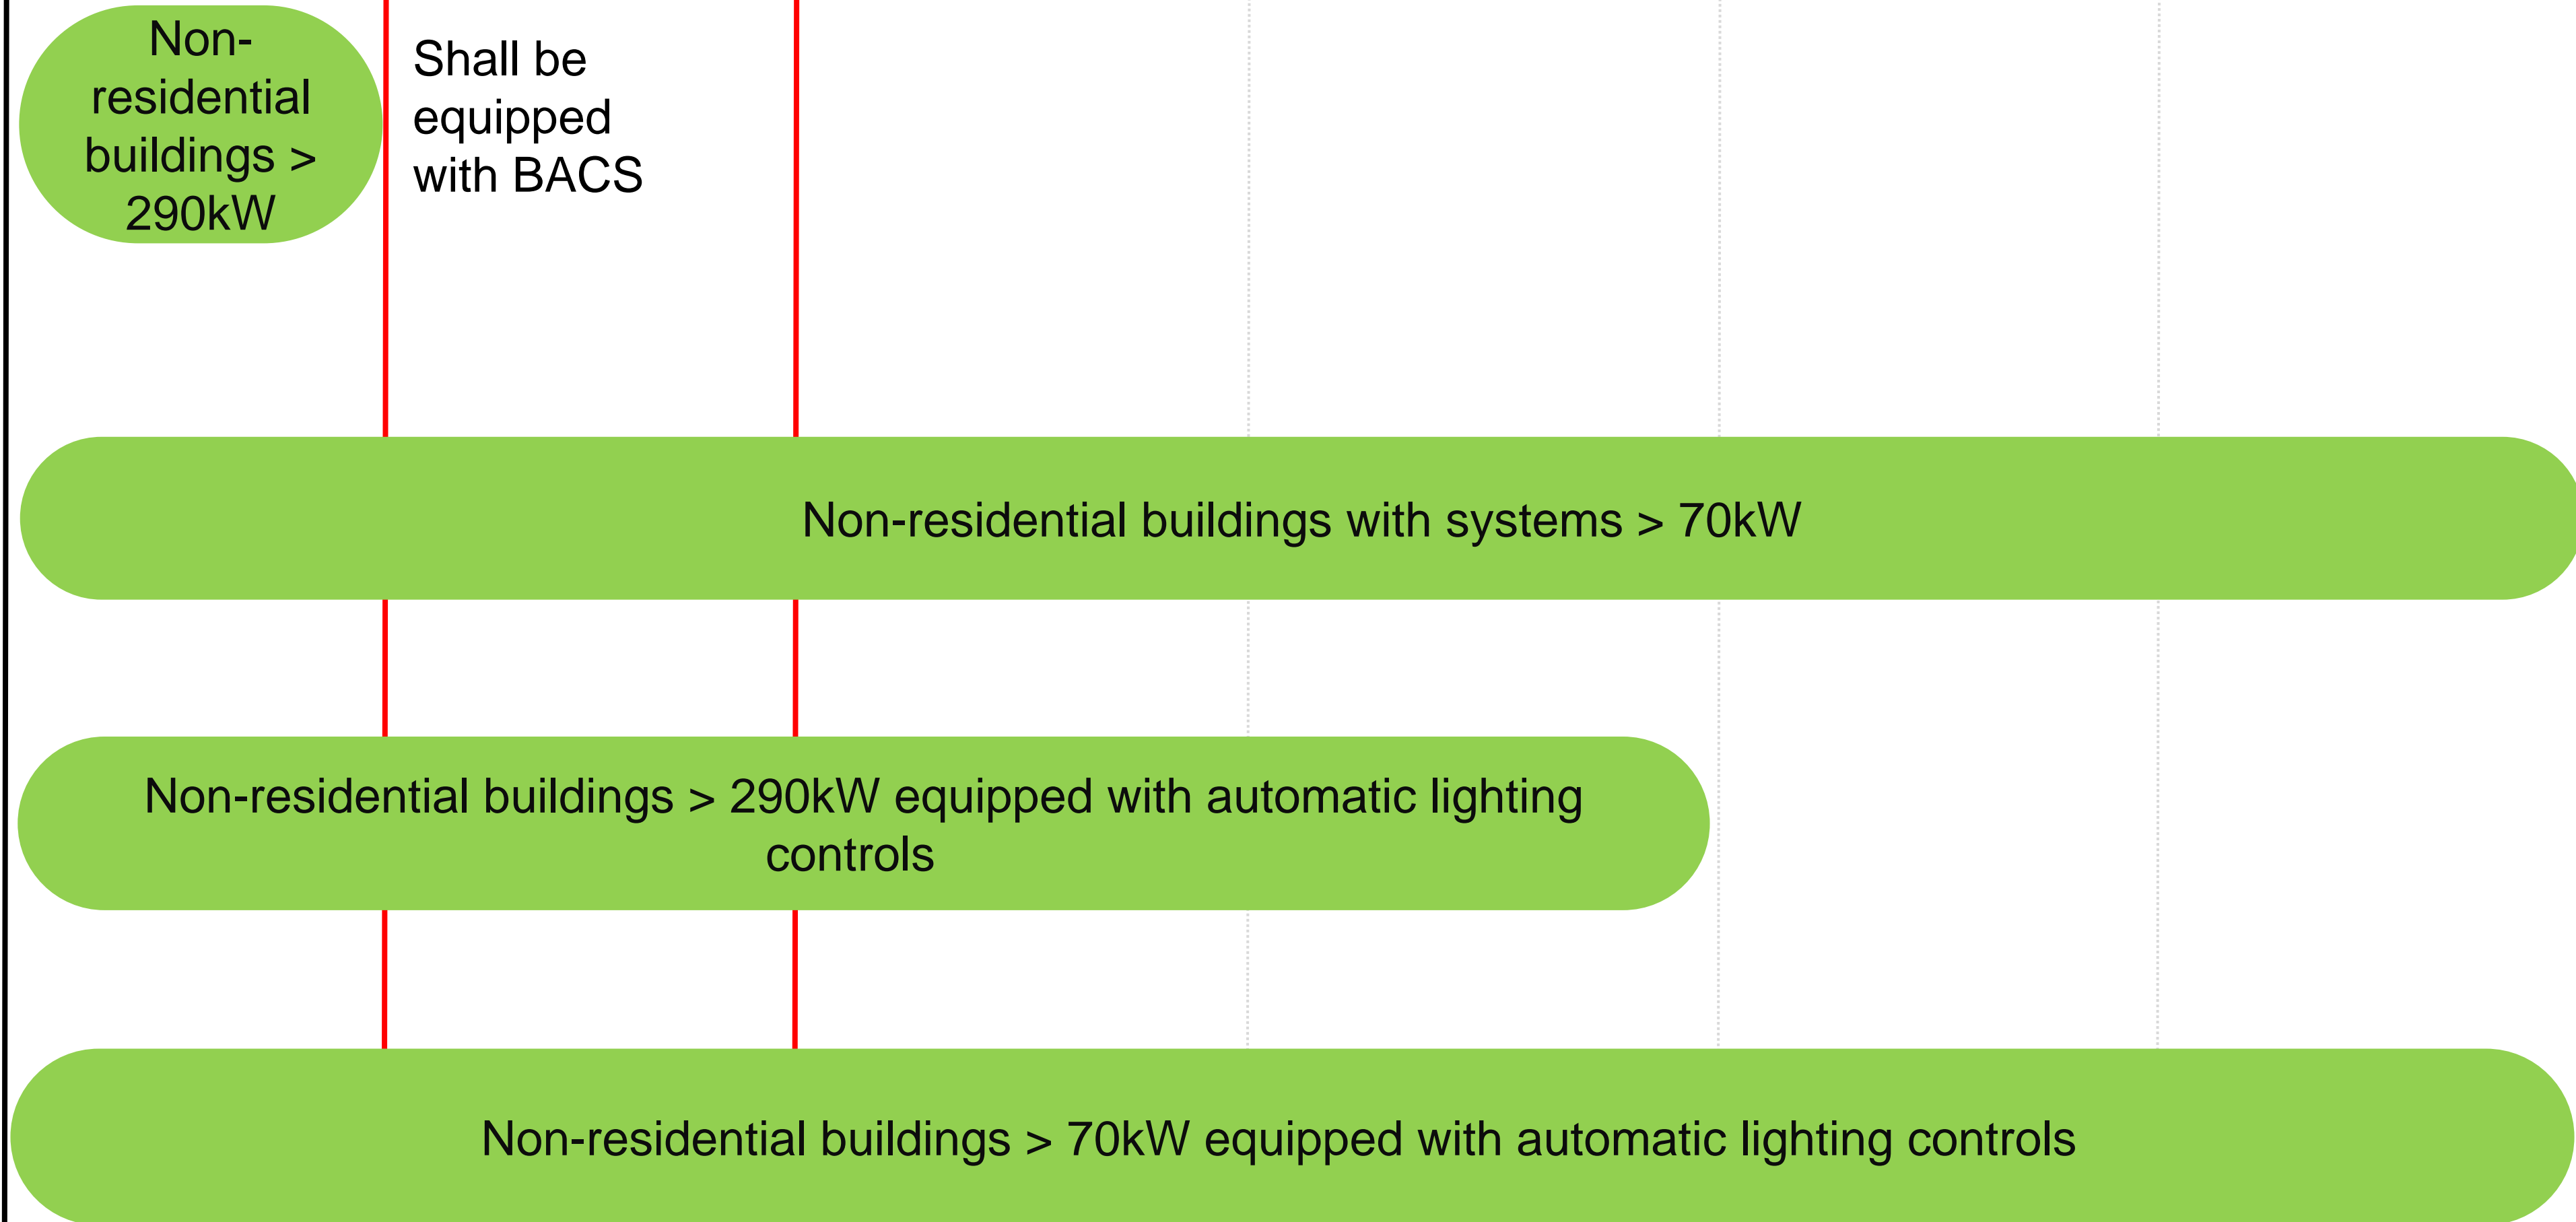 Non-
residential
buildings >
290kW
Shall be
equipped
with BACS
Non-residential buildings with systems > 70kW
Non-residential buildings > 290kW equipped with automatic lighting
controls
Non-residential buildings > 70kW equipped with automatic lighting controls